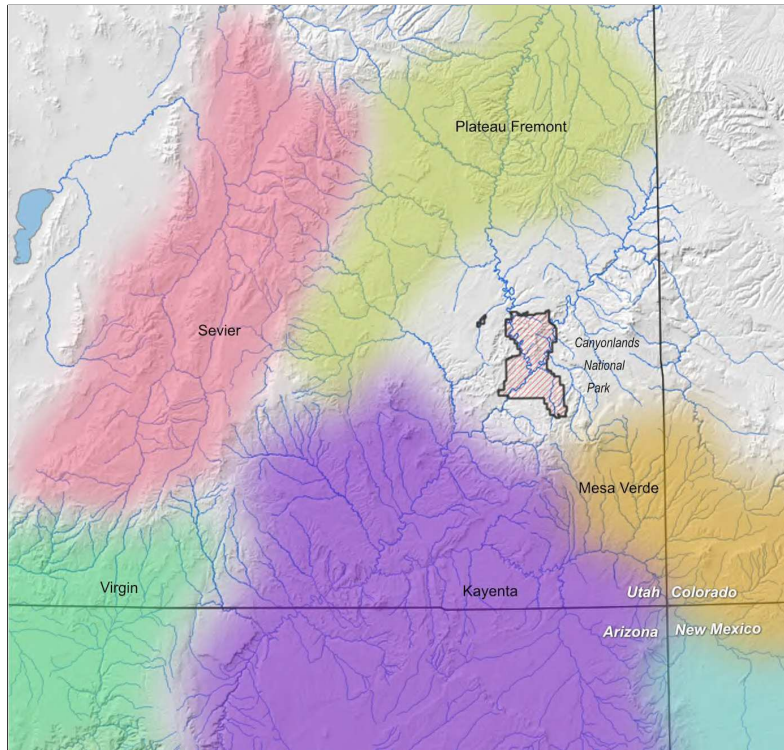 Plateau Fremont
Sevier
Canyonlands
National
Park
Mesa Verde
Virgin
Kayenta
Utah
Colorado
Arizona
New Mexico